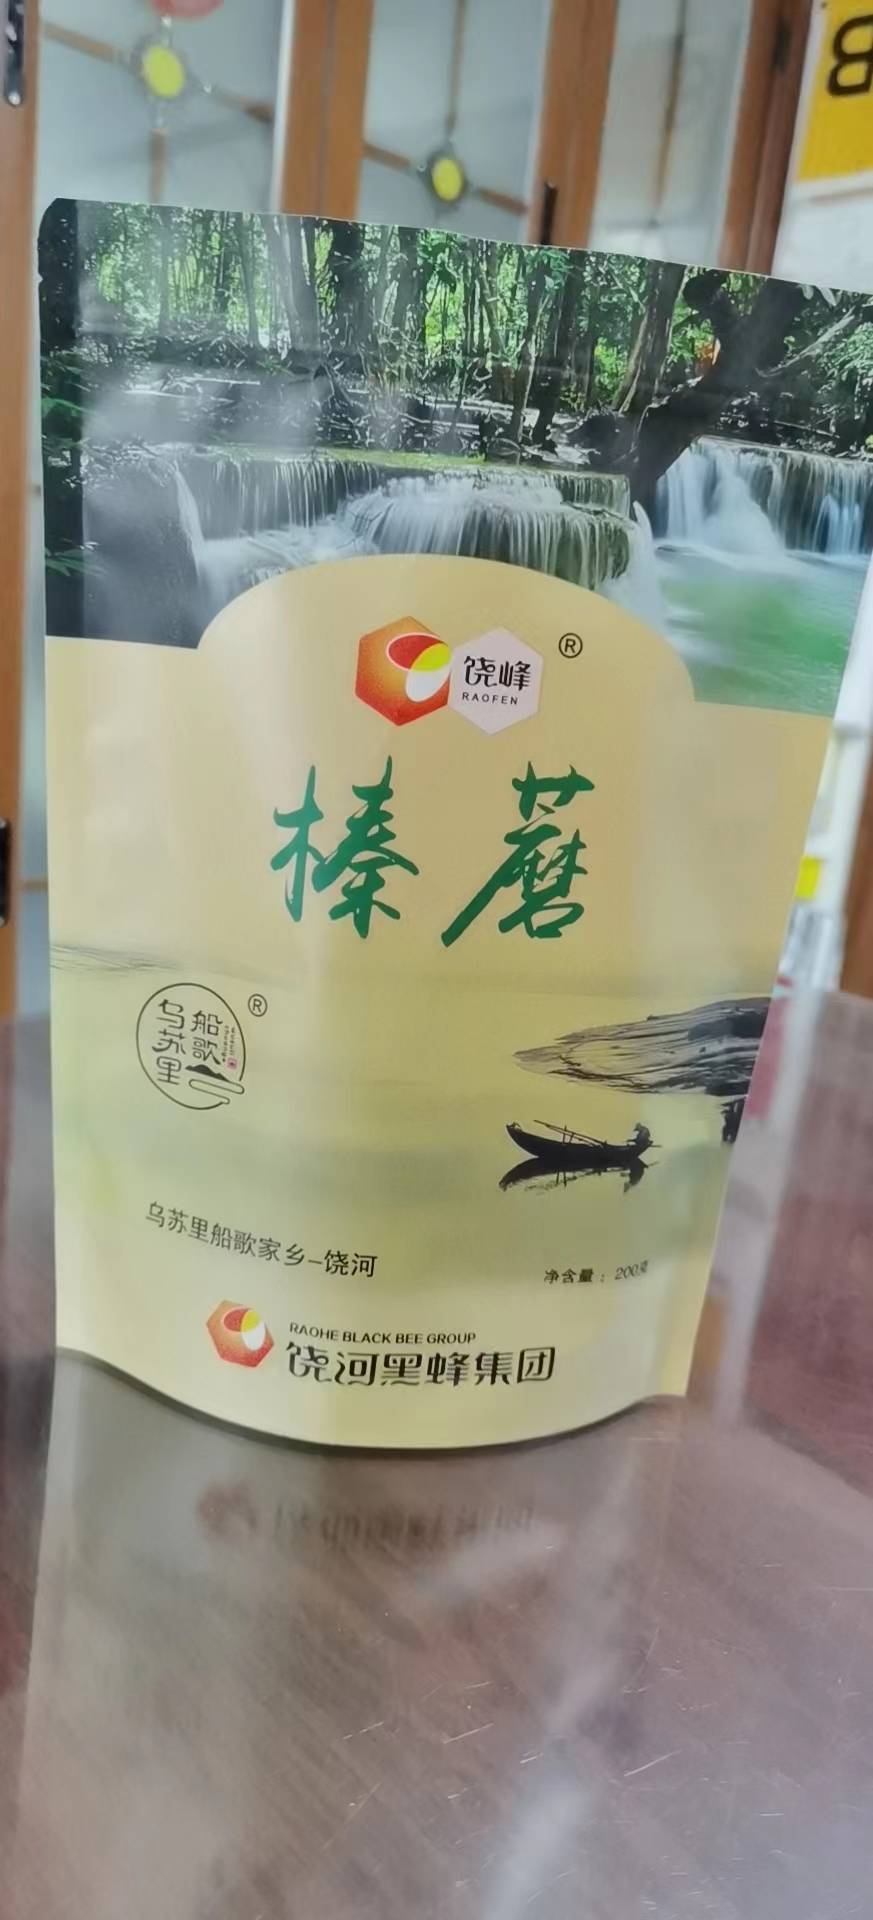 饶峰
RAOFEN
®
榛蘑
乌苏里
船歌
®
乌苏里船歌家乡-饶河
净含量：200克
RAOHE BLACK BEE GROUP
饶河黑蜂集团